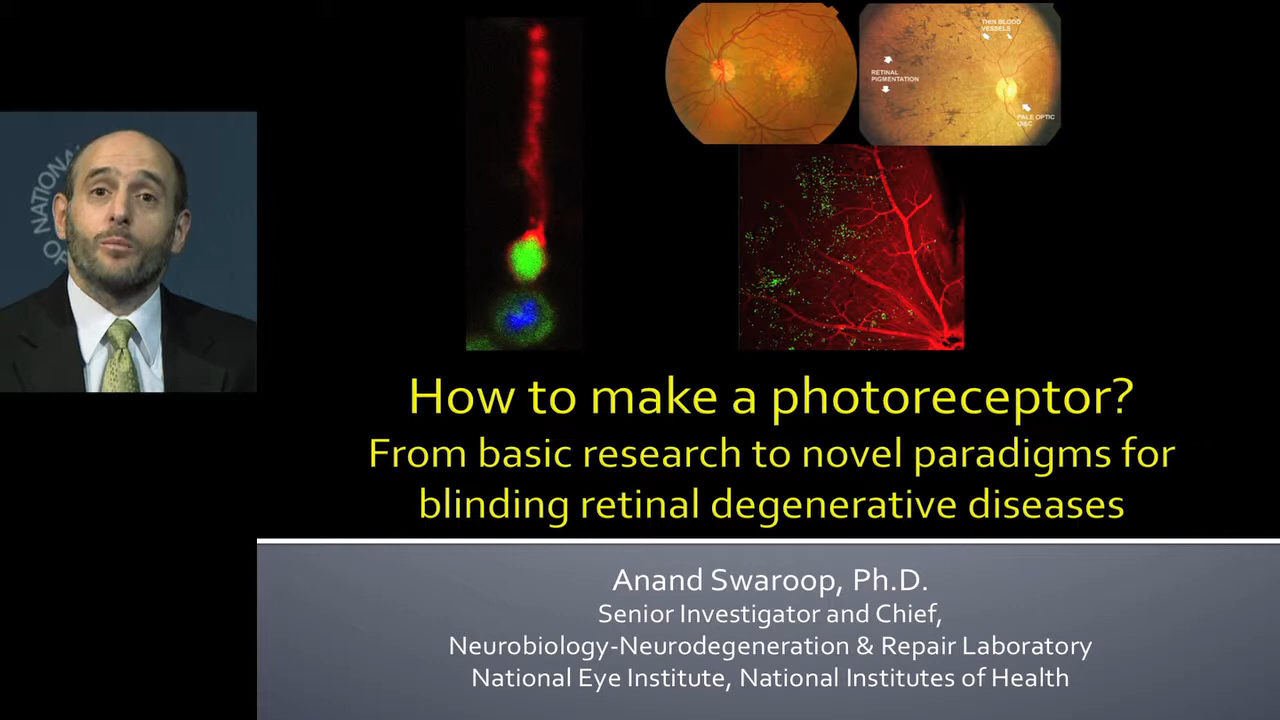 THIN BLOOD
VESSELS
RETINAL
PIGMENTATION
PALE OPTIC
DISC
OF NATIONAL
How to make a photoreceptor?
From basic research to novel paradigms for
blinding retinal degenerative diseases
Anand Swaroop, Ph.D.
Senior Investigator and Chief,
Neurobiology-Neurodegeneration & Repair Laboratory
National Eye Institute, National Institutes of Health